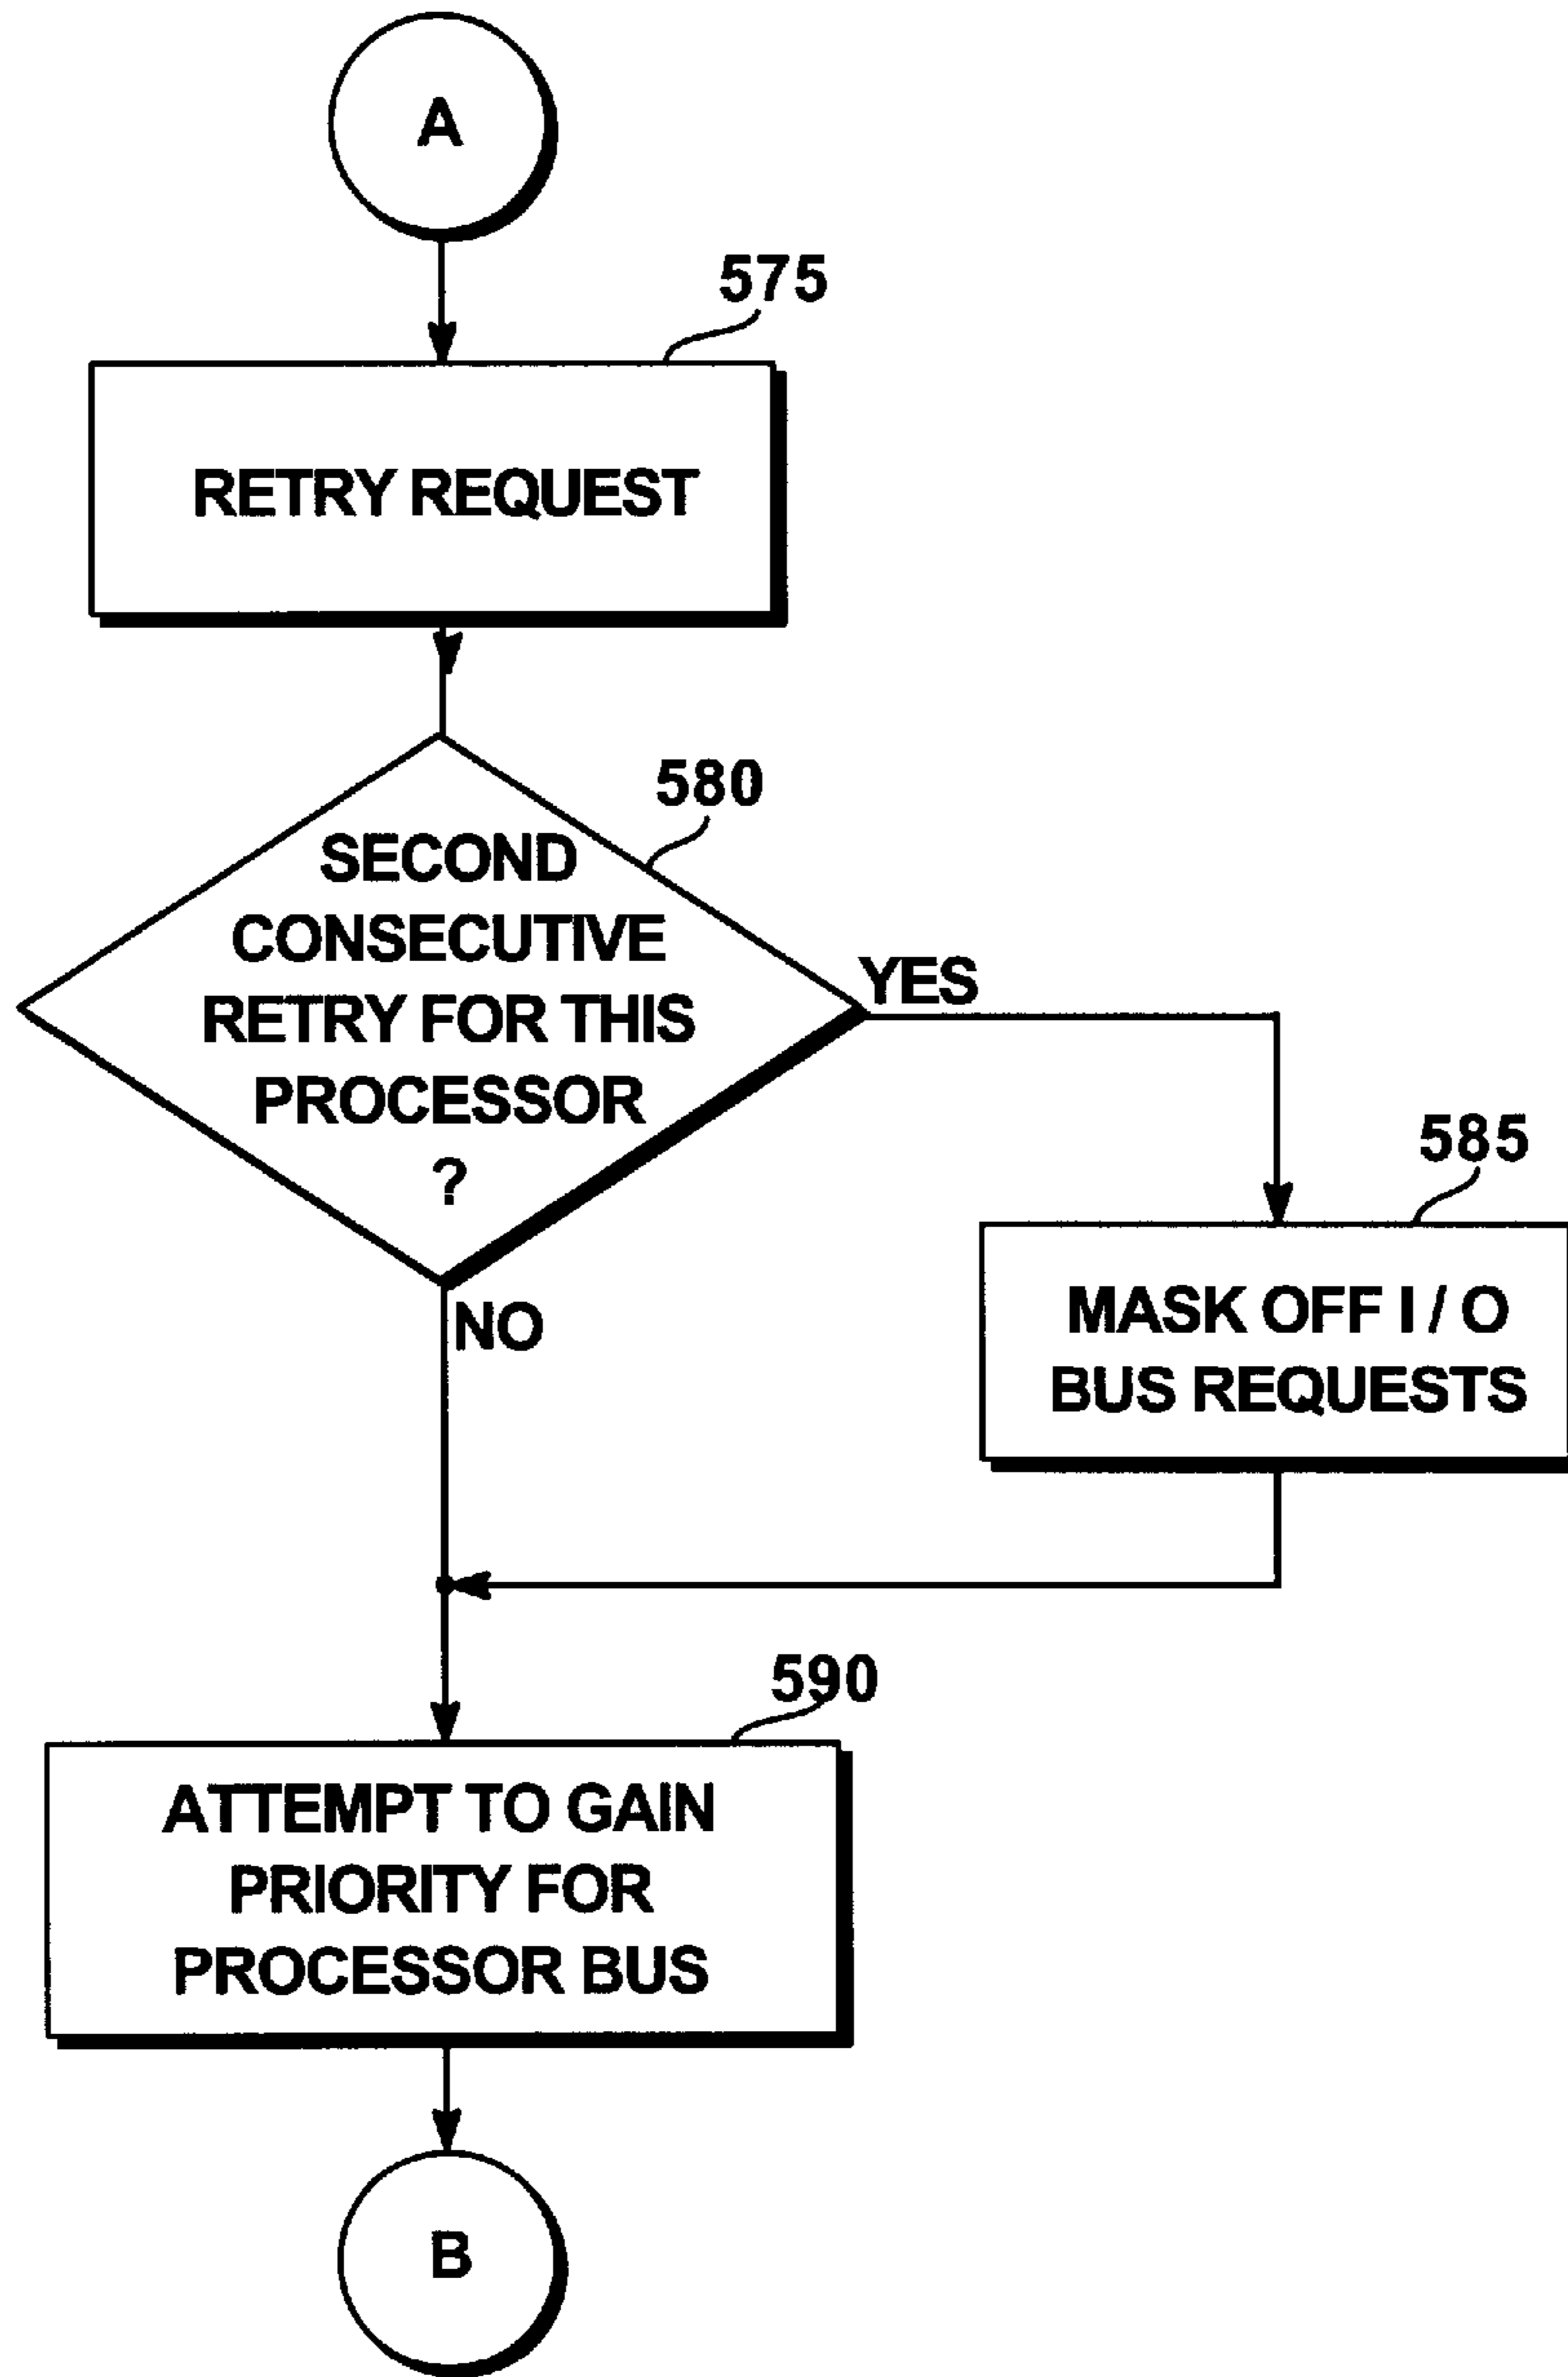 A
575
RETRY REQUEST
580
SECOND
CONSECUTIVE
RETRY FOR THIS
PROCESSOR
?
YES
NO
585
MASK OFF I / O
BUS REQUESTS
590
ATTEMPT TO GAIN
PRIORITY FOR
PROCESSOR BUS
B